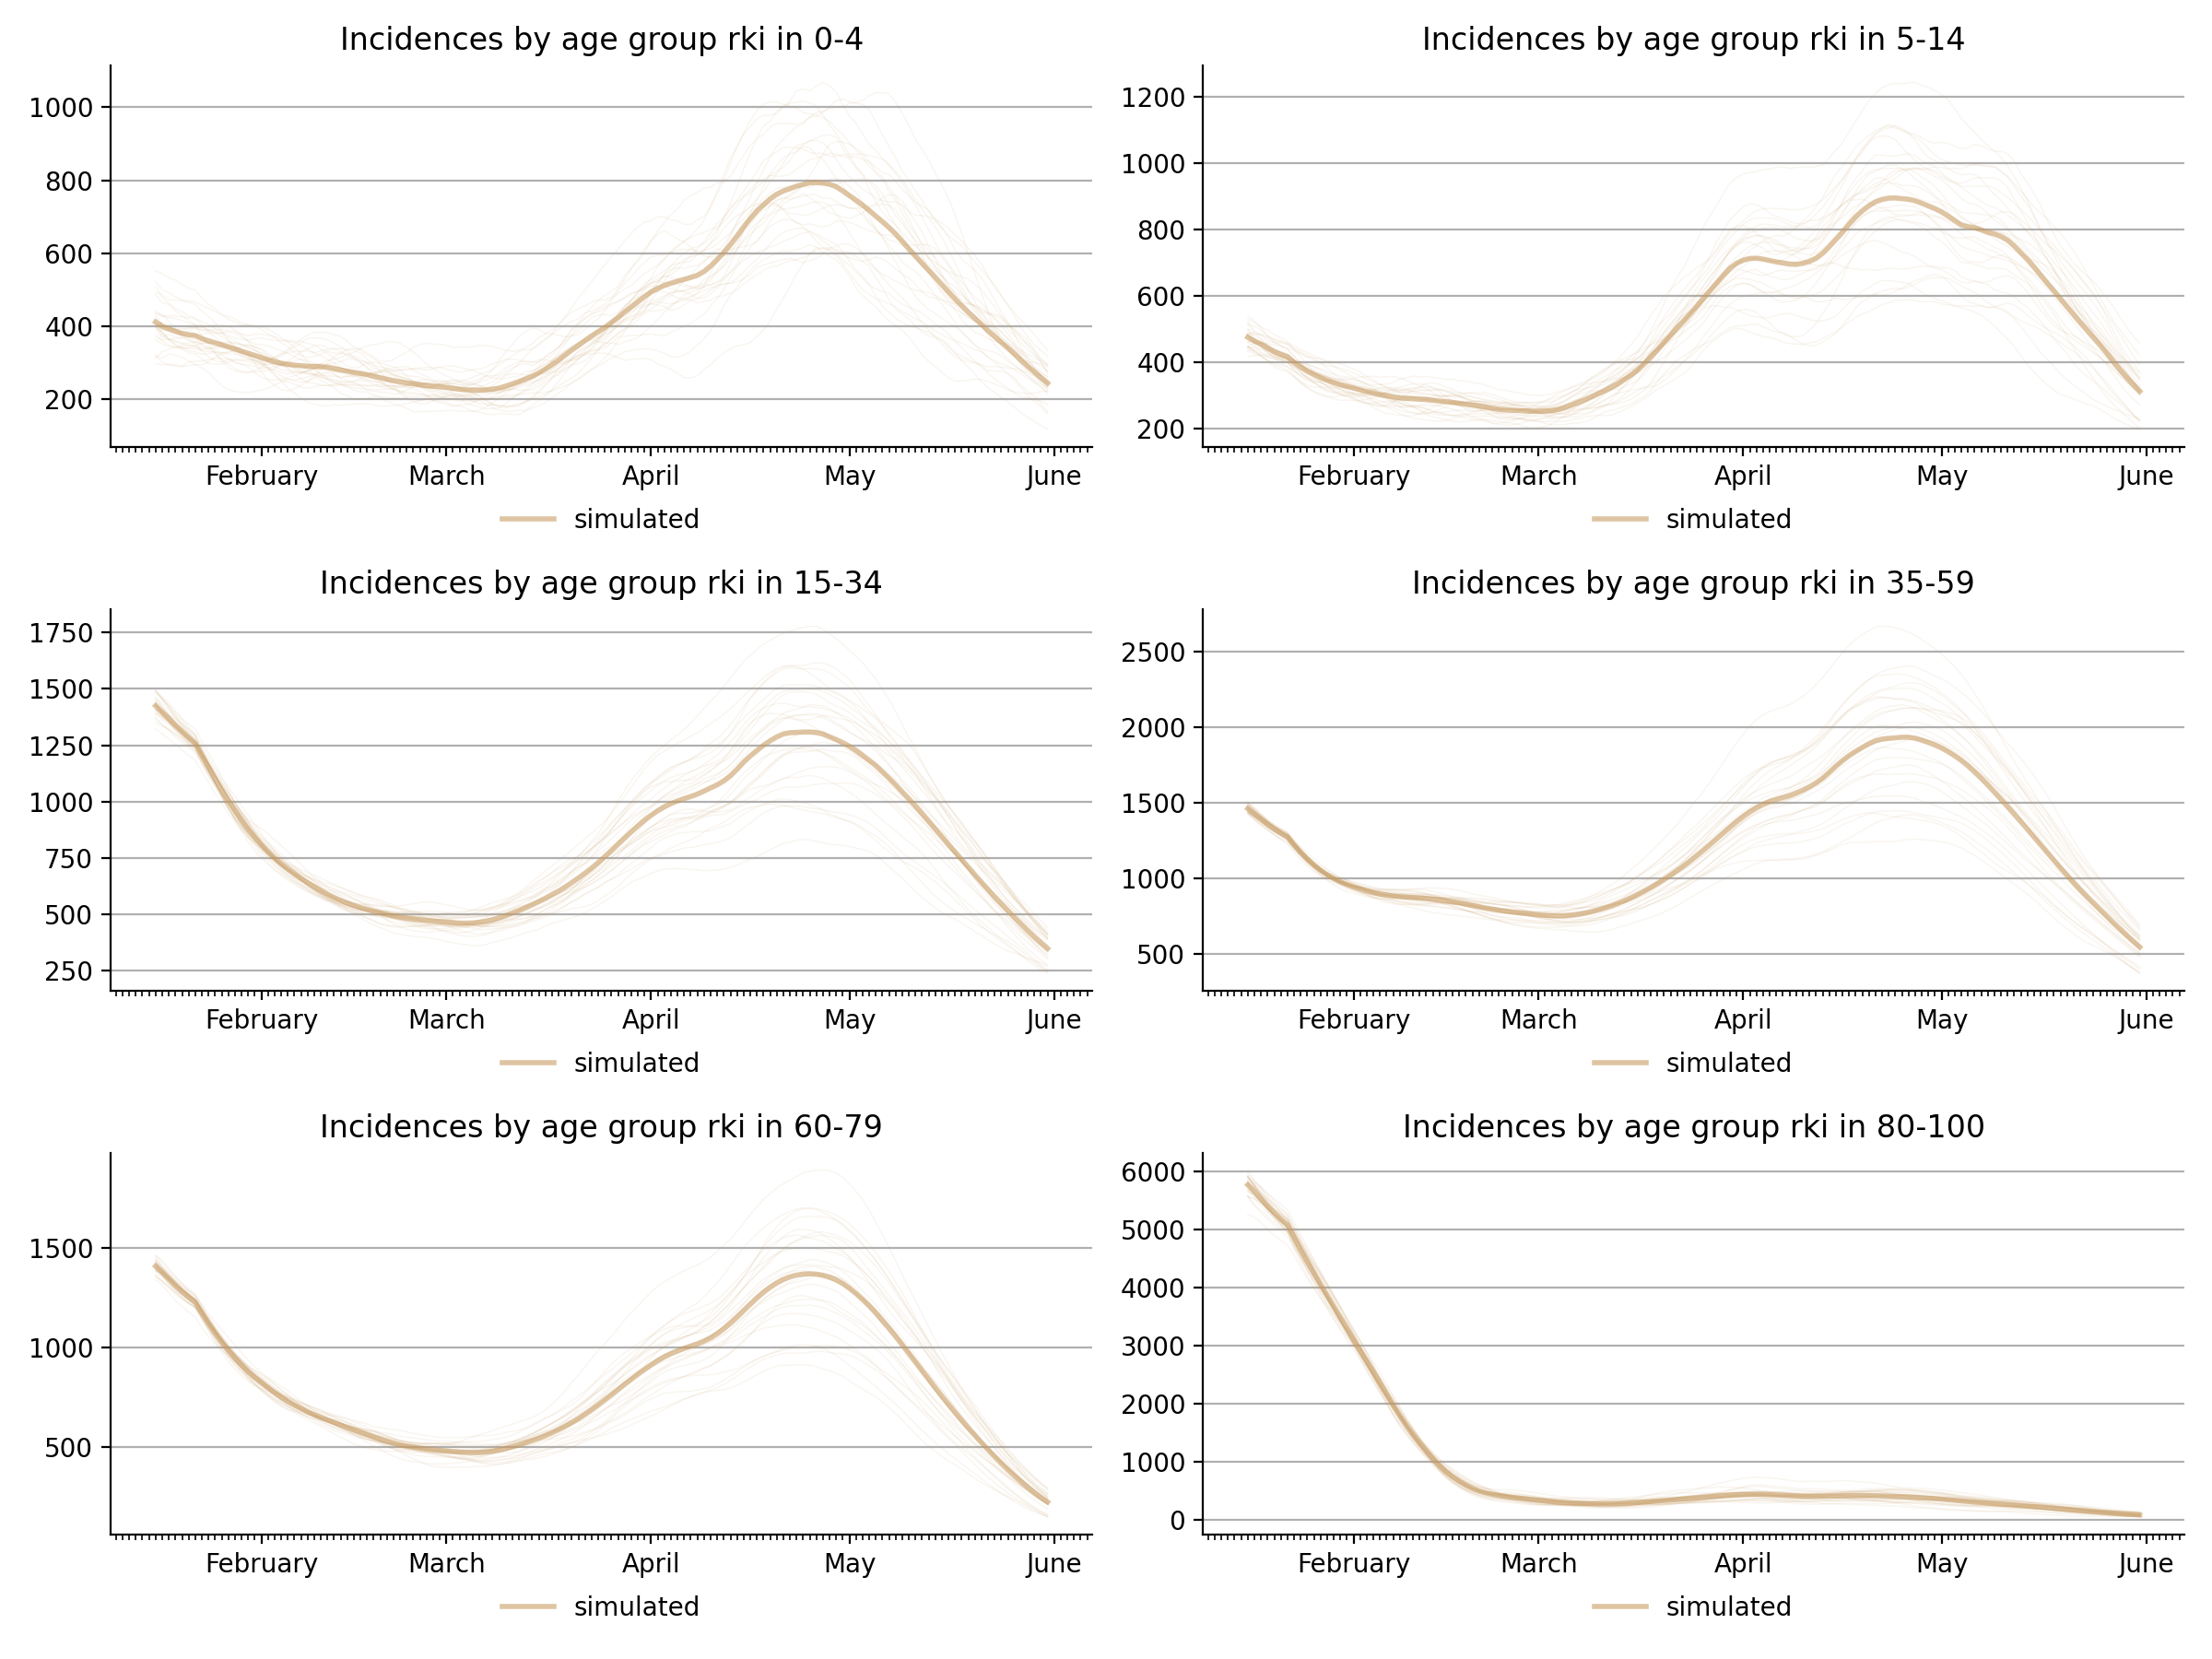 Incidences by age group rki in 0-4
1000
800
600
400
200
February March April May June
simulated
Incidences by age group rki in 5-14
1200
1000
800
600
400
200
February March April May June
simulated
Incidences by age group rki in 15-34
1750
1500
1250
1000
750
500
250
February March April May June
simulated
Incidences by age group rki in 35-59
2500
2000
1500
1000
500
February March April May June
simulated
Incidences by age group rki in 60-79
1500
1000
500
February March April May June
simulated
Incidences by age group rki in 80-100
6000
5000
4000
3000
2000
1000
0
February March April May June
simulated